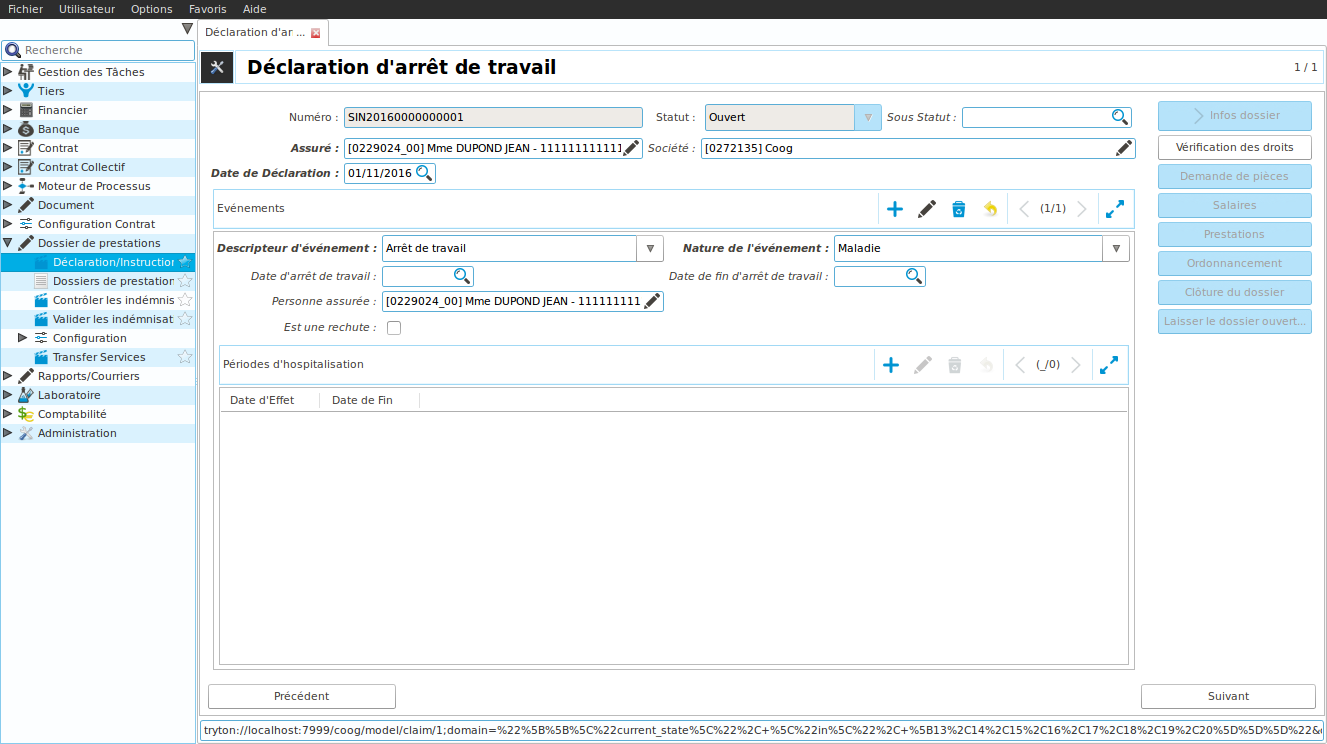 Fichier Utilisateur Options Favoris Aide
Déclaration d'ar ...
Recherche
Gestion des Tâches
Tiers
Financier
Banque
Contrat
Contrat Collectif
Moteur de Processus
Document
Configuration Contrat
Dossier de prestations
Déclaration/Instruction
Dossiers de prestation
Contrôler les indémnis
Valider les indémnisat
Configuration
Transfer Services
Rapports/Courriers
Laboratoire
Comptabilité
Administration
Déclaration d'arrêt de travail
1 / 1
Numéro : SIN20160000000001 Statut : Ouvert Sous Statut :
Assuré : [0229024_00] Mme DUPOND JEAN - 111111111111 Société : [0272135] Coog
Date de Déclaration : 01/11/2016
Evénements (1/1)
Descripteur d'événement : Arrêt de travail Nature de l'événement : Maladie
Date d'arrêt de travail : Date de fin d'arrêt de travail :
Personne assurée : [0229024_00] Mme DUPOND JEAN - 111111111
Est une rechute :
Périodes d'hospitalisation (_/0)
Date d'Effet Date de Fin
Infos dossier
Vérification des droits
Demande de pièces
Salaires
Prestations
Ordonnancement
Clôture du dossier
Laisser le dossier ouvert...
Précédent Suivant
tryton://localhost:7999/coog/model/claim/1;domain=%22%5B%5B%5C%22current_state%5C%22%2C+%5C%22in%5C%22%2C+%5B13%2C14%2C15%2C16%2C17%2C18%2C19%2C20%5D%5D%5D%22&